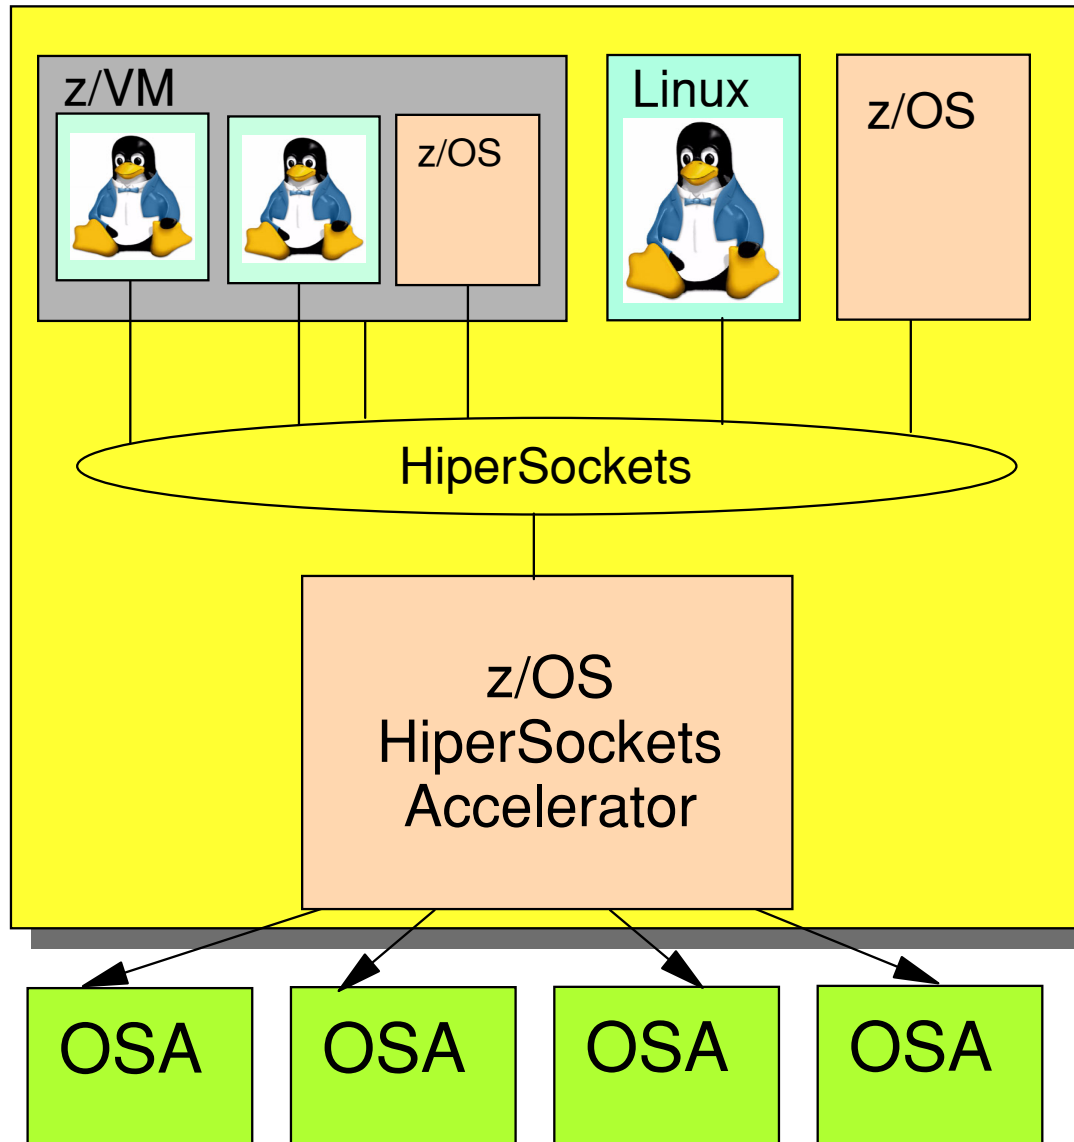 z/VM
z/OS
Linux
z/OS
HiperSockets
z/OS
HiperSockets
Accelerator
OSA
OSA
OSA
OSA